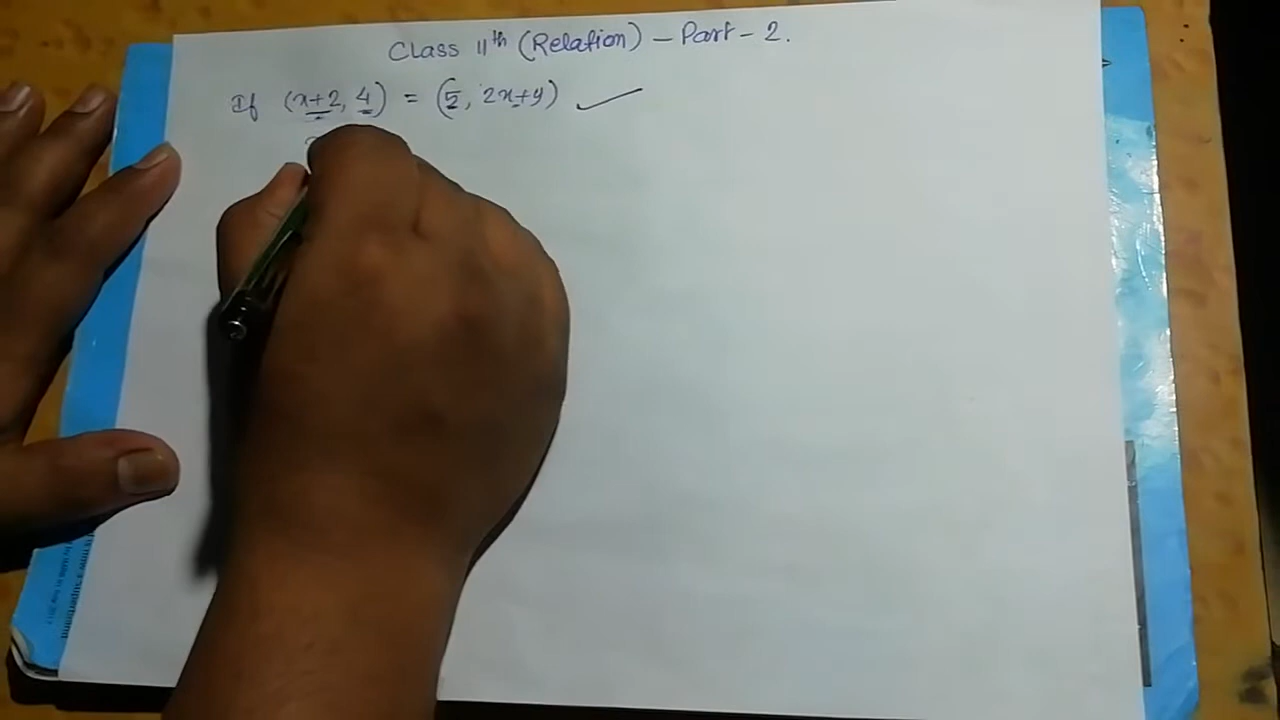 Class 11th (Relation) – Part – 2.
If (x+2, 4) = (5, 2x+y)